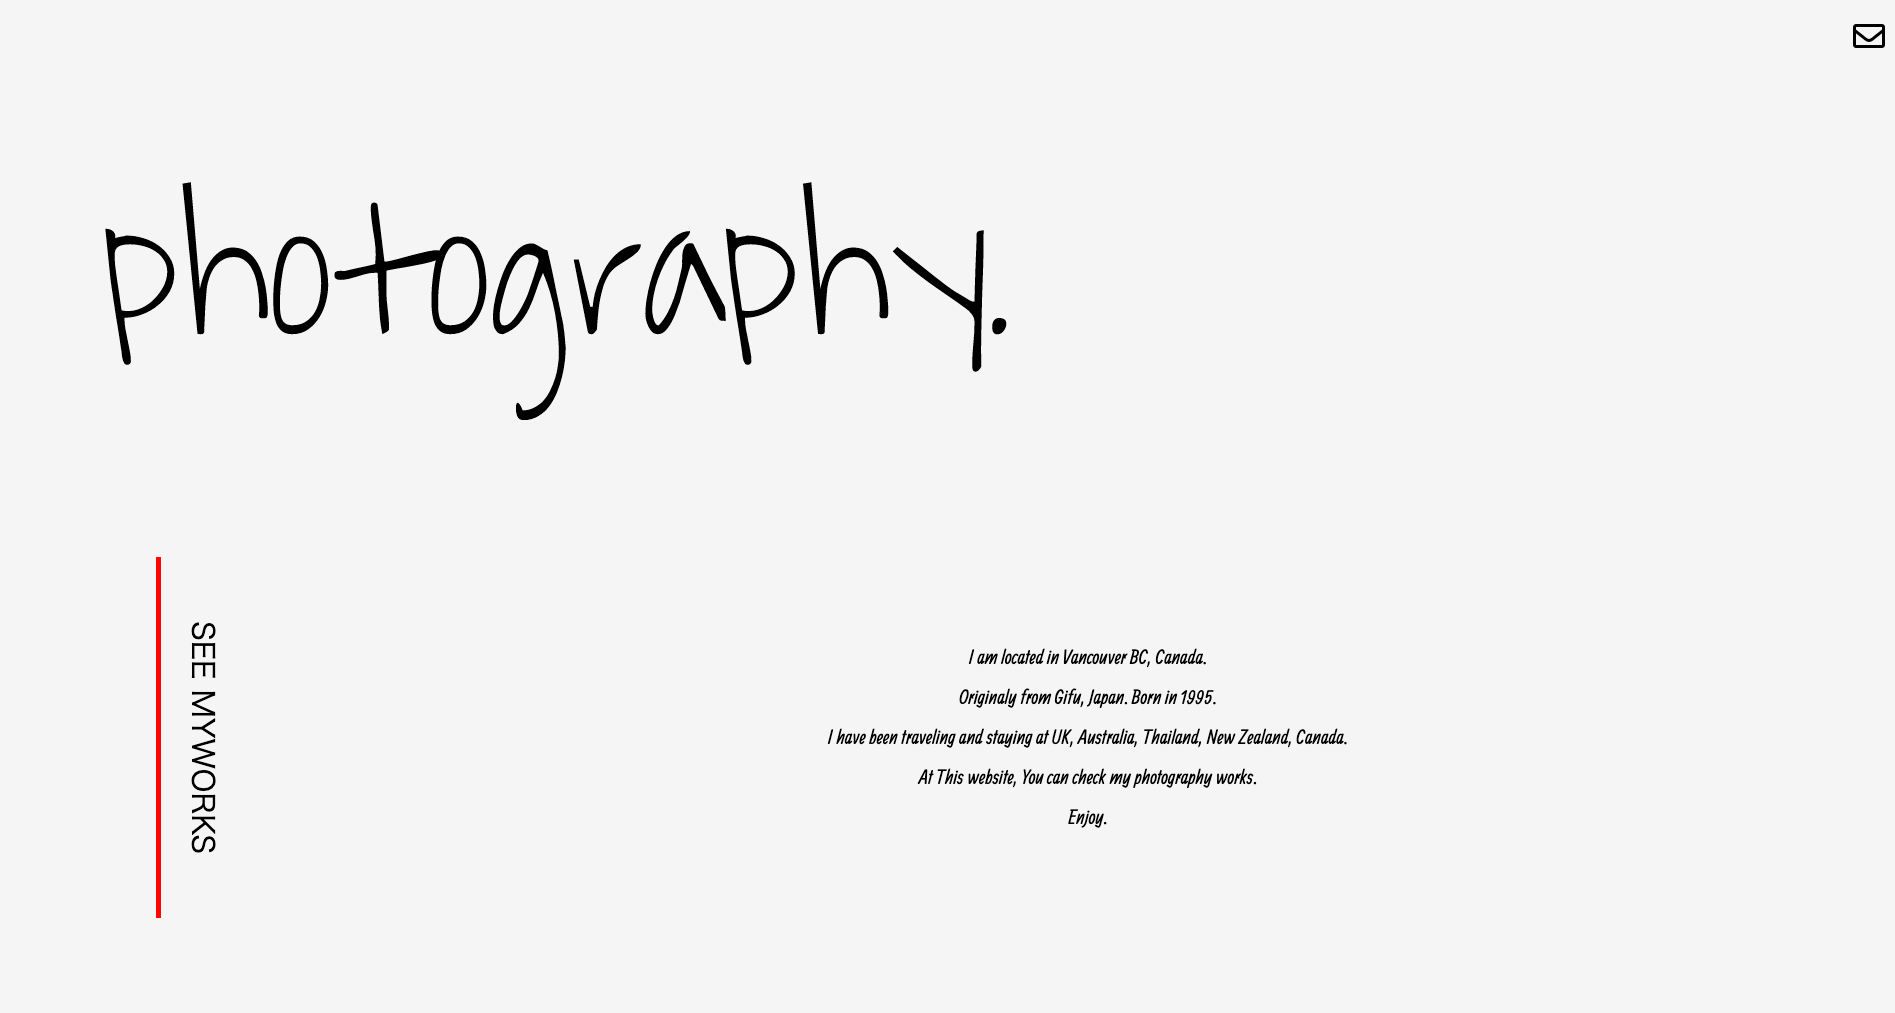 photography.
SEE MYWORKS
I am located in Vancouver BC, Canada.
Originaly from Gifu, Japan. Born in 1995.
I have been traveling and staying at UK, Australia, Thailand, New Zealand, Canada.
At This website, You can check my photography works.
Enjoy.